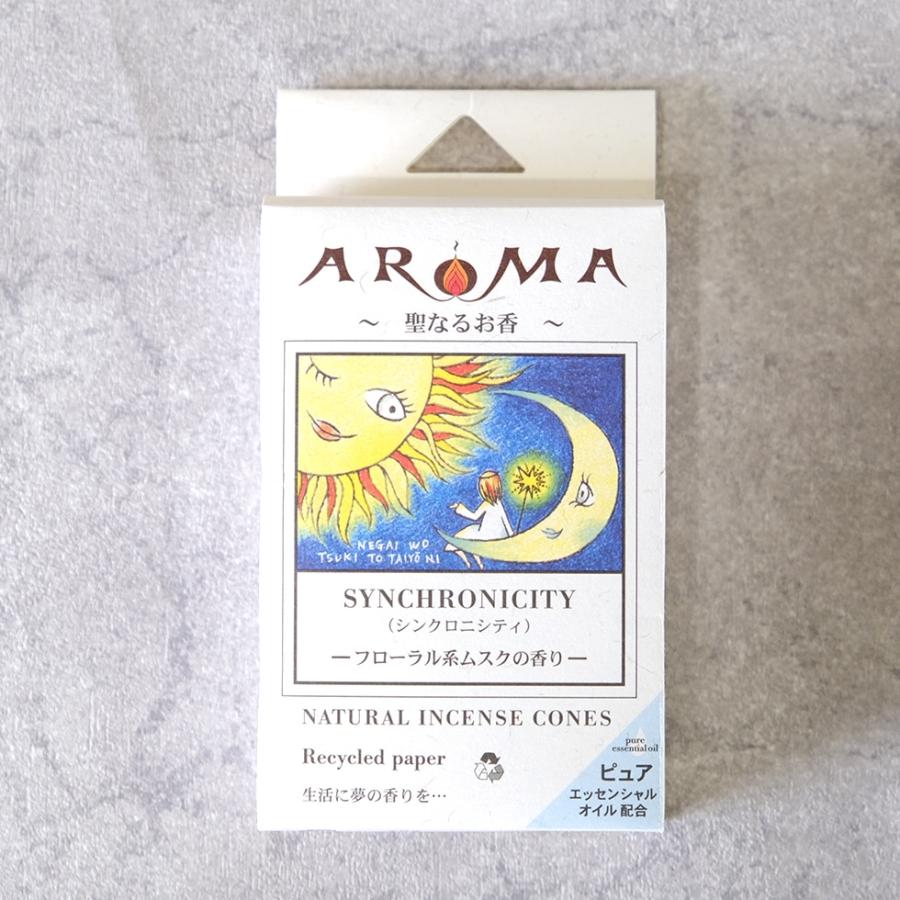 AROMA
～ 聖なるお香 ～
NEGAI WO
TSUKI TO TAIYŌ NI
SYNCHRONICITY
（シンクロニシティ）
ーフローラル系ムスクの香りー
NATURAL INCENSE CONES
Recycled paper
生活に夢の香りを…
pure
essential oil
ピュア
エッセンシャル
オイル 配合